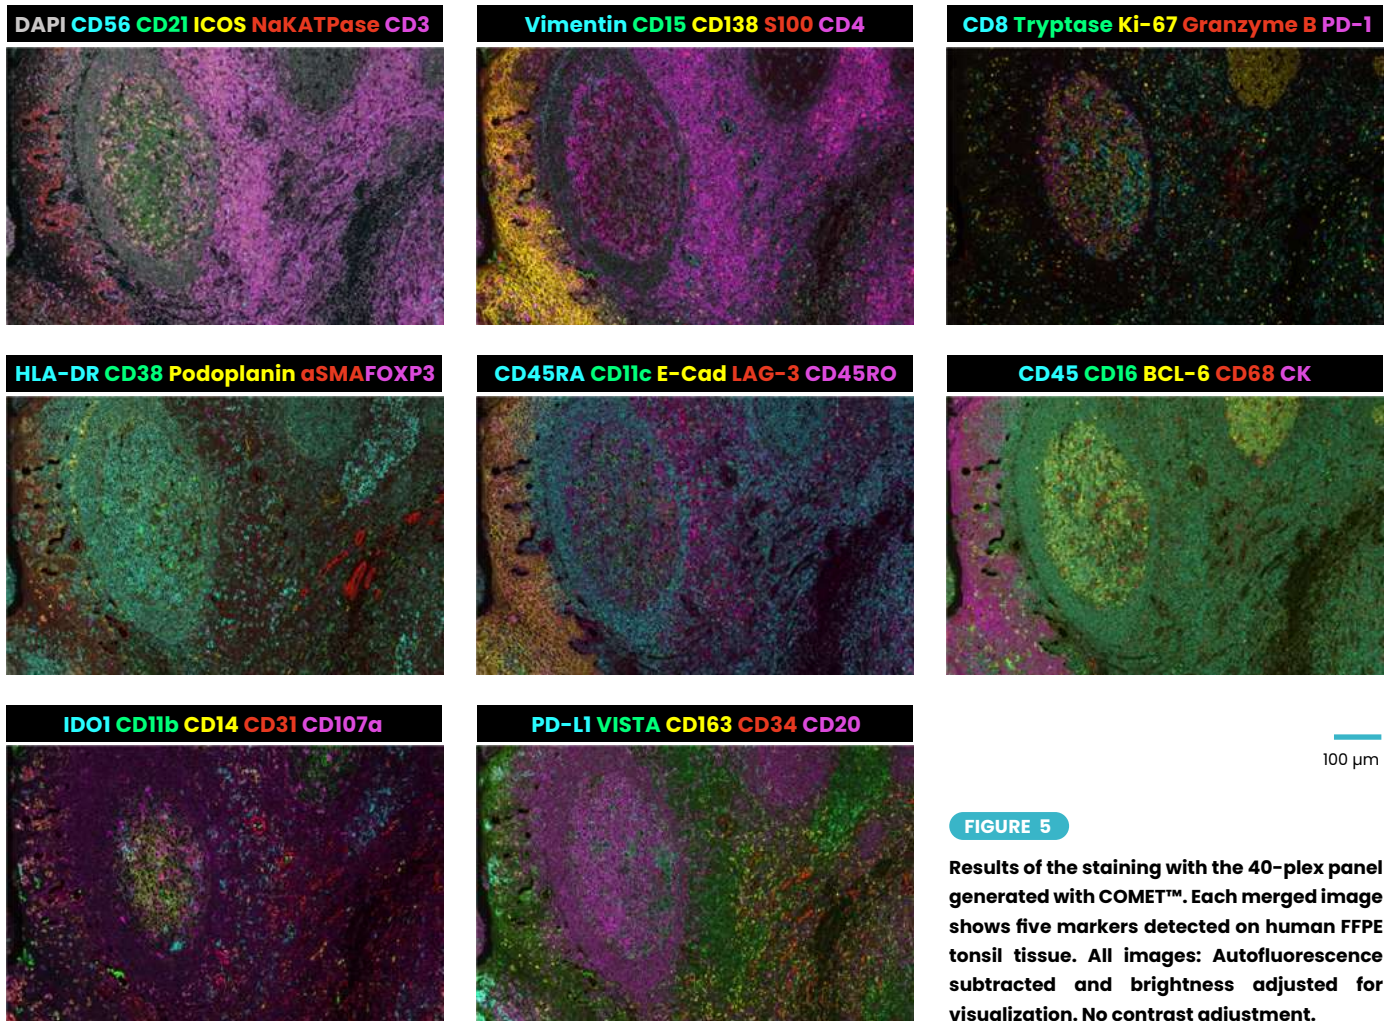 DAPI CD56 CD21 ICOS NaKATPase CD3
Vimentin CD15 CD138 S100 CD4
CD8 Tryptase Ki-67 Granzyme B PD-1
HLA-DR CD38 Podoplanin aSMAFOXP3
CD45RA CD11c E-Cad LAG-3 CD45RO
CD45 CD16 BCL-6 CD68 CK
IDO1 CD11b CD14 CD31 CD107a
PD-L1 VISTA CD163 CD34 CD20
100 µm
FIGURE 5
Results of the staining with the 40-plex panel
generated with COMET™. Each merged image
shows five markers detected on human FFPE
tonsil tissue. All images: Autofluorescence
subtracted and brightness adjusted for
visualization. No contrast adjustment.